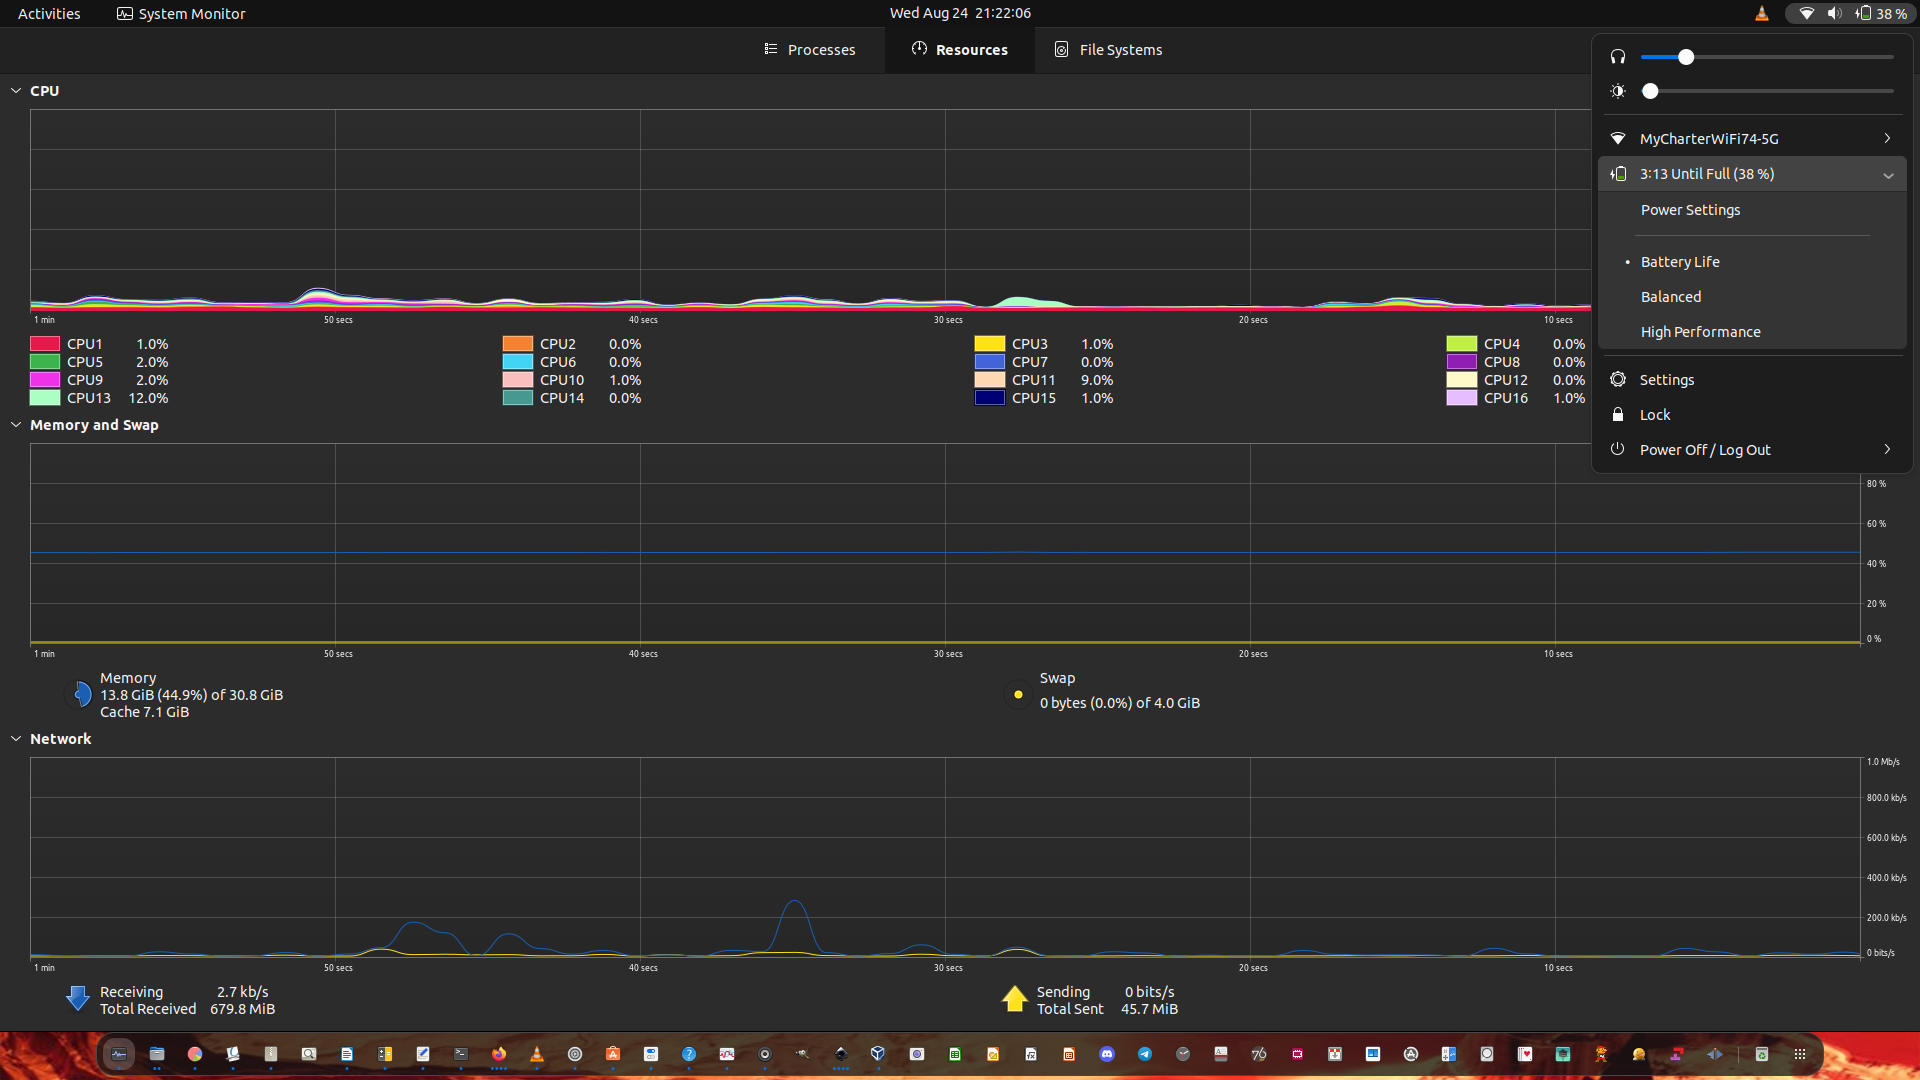 Activities
System Monitor
Wed Aug 24 21:22:06
38 %
Processes
Resources
File Systems
CPU
1 min
50 secs
40 secs
30 secs
20 secs
10 secs
CPU1 1.0%
CPU2 0.0%
CPU3 1.0%
CPU4 0.0%
CPU5 2.0%
CPU6 0.0%
CPU7 0.0%
CPU8 0.0%
CPU9 2.0%
CPU10 1.0%
CPU11 9.0%
CPU12 0.0%
CPU13 12.0%
CPU14 0.0%
CPU15 1.0%
CPU16 1.0%
MyCharterWiFi74-5G
3:13 Until Full (38 %)
Power Settings
Battery Life
Balanced
High Performance
Settings
Lock
Power Off / Log Out
Memory and Swap
80 %
60 %
40 %
20 %
0 %
1 min
50 secs
40 secs
30 secs
20 secs
10 secs
Memory
13.8 GiB (44.9%) of 30.8 GiB
Cache 7.1 GiB
Swap
0 bytes (0.0%) of 4.0 GiB
Network
1.0 Mb/s
800.0 kb/s
600.0 kb/s
400.0 kb/s
200.0 kb/s
0 bits/s
1 min
50 secs
40 secs
30 secs
20 secs
10 secs
Receiving 2.7 kb/s
Total Received 679.8 MiB
Sending 0 bits/s
Total Sent 45.7 MiB
76